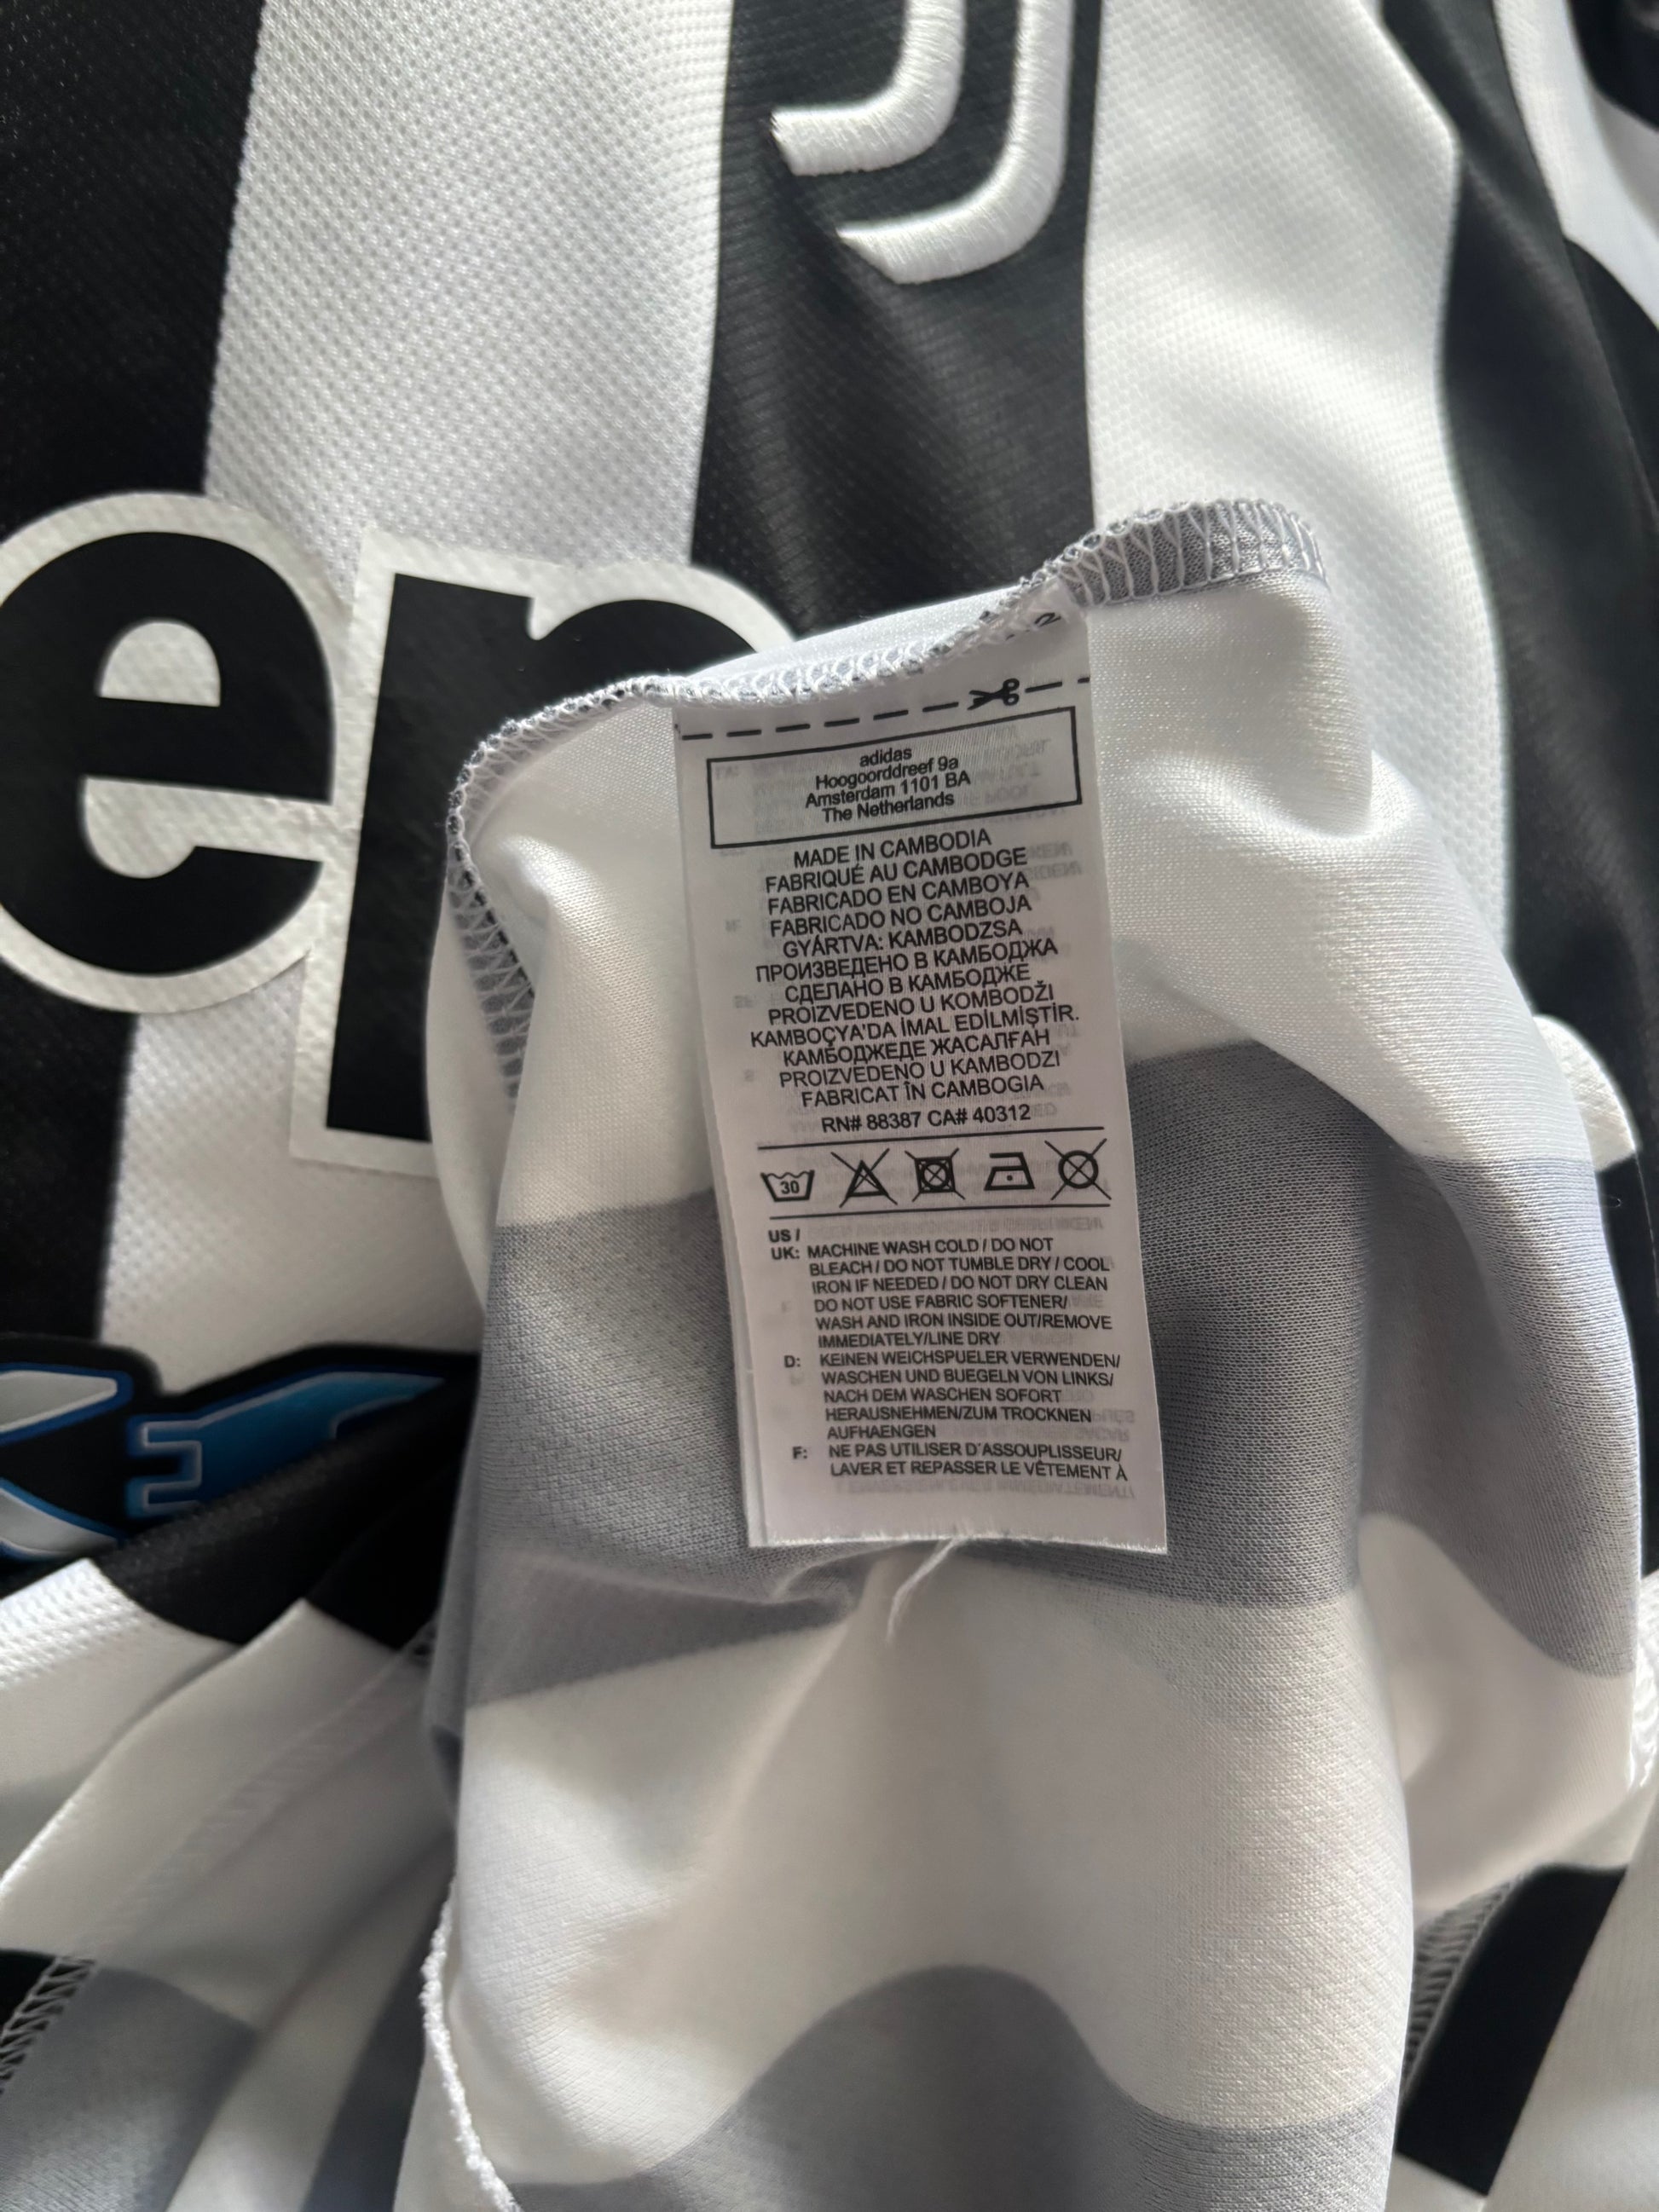 ep
adidas
Hoogoorddreef 9a
Amsterdam 1101 BA
The Netherlands
MADE IN CAMBODIA
FABRIQUÉ AU CAMBODGE
FABRICADO EN CAMBOYA
FABRICADO NO CAMBOJA
GYÁRTVA: KAMBODZSA
ПРОИЗВЕДЕНО В КАМБОДЖА
СДЕЛАНО В КАМБОДЖЕ
PROIZVEDENO U KOMBODŽI
KAMBOÇYA'DA İMAL EDİLMİŞTİR.
КАМБОДЖЕДЕ ЖАСАЛҒАН
PROIZVEDENO U KAMBODZI
FABRICAT ÎN CAMBOGIA
RN# 88387 CA# 40312
30
US /
UK: MACHINE WASH COLD / DO NOT
BLEACH / DO NOT TUMBLE DRY / COOL
IRON IF NEEDED / DO NOT DRY CLEAN
DO NOT USE FABRIC SOFTENER/
WASH AND IRON INSIDE OUT/REMOVE
IMMEDIATELY/LINE DRY
D: KEINEN WEICHSPUELER VERWENDEN/
WASCHEN UND BUEGELN VON LINKS/
NACH DEM WASCHEN SOFORT
HERAUSNEHMEN/ZUM TROCKNEN
AUFHAENGEN
F: NE PAS UTILISER D´ASSOUPLISSEUR/
LAVER ET REPASSER LE VÊTEMENT À